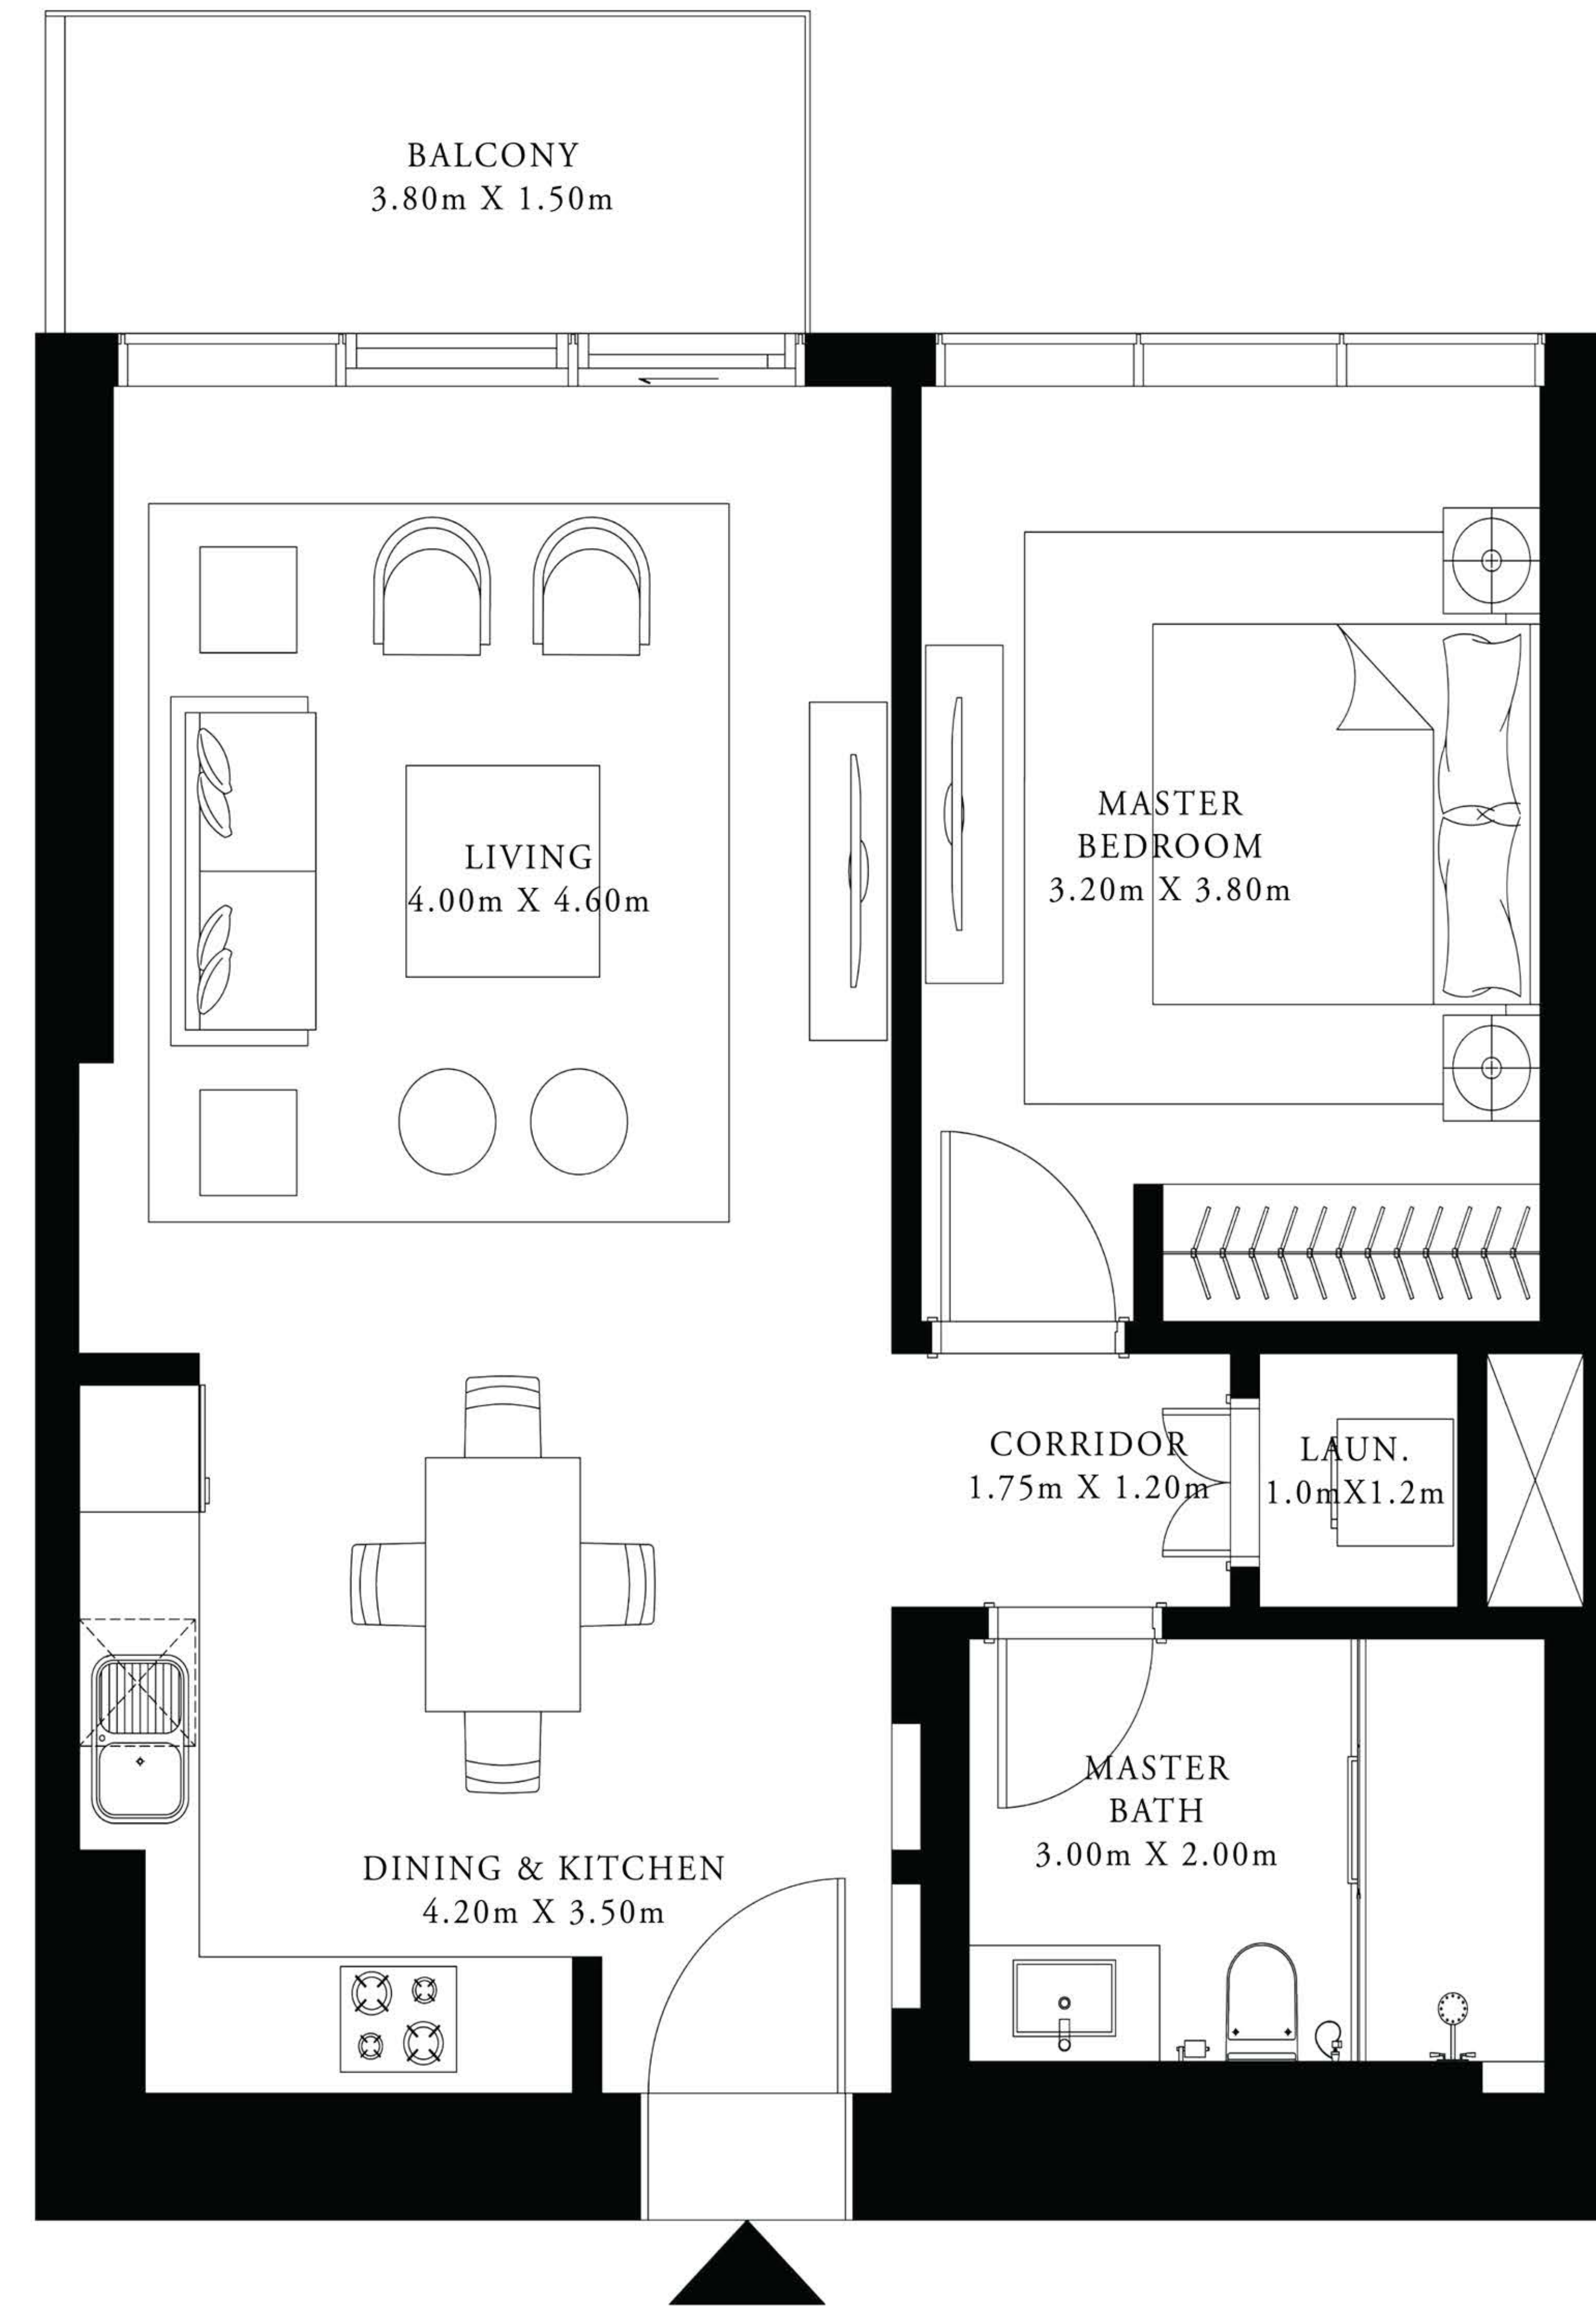 BALCONY
3.80m X 1.50m
LIVING
4.00m X 4.60m
MASTER
BEDROOM
3.20m X 3.80m
CORRIDOR
1.75m X 1.20m
LAUN.
1.0mX1.2m
MASTER
BATH
3.00m X 2.00m
DINING & KITCHEN
4.20m X 3.50m